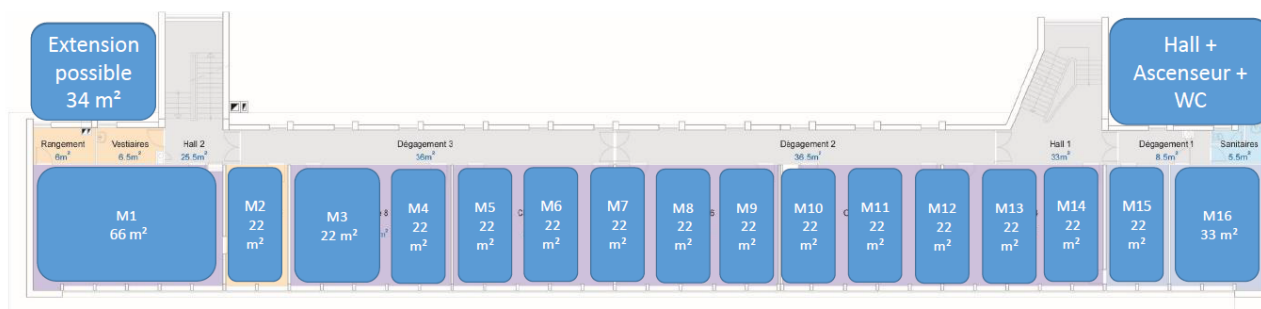 Extension
possible
34 m²
Hall +
Ascenseur +
WC
Rangement
6m²
Vestiaires
6.5m²
Hall 2
25.5m²
Dégagement 3
36m²
Dégagement 2
36.5m²
Hall 1
33m²
Dégagement 1
8.5m²
Sanitaires
5.5m²
M1
66 m²
M2
22
m²
M3
22 m²
8
m²
M4
22
m²
M5
22
m²
C
M6
22
m²
M7
22
m²
M8
22
m²
M9
22
m²
M10
22
m²
M11
22
m²
M12
22
m²
M13
22
m²
M14
22
m²
M15
22
m²
M16
33 m²